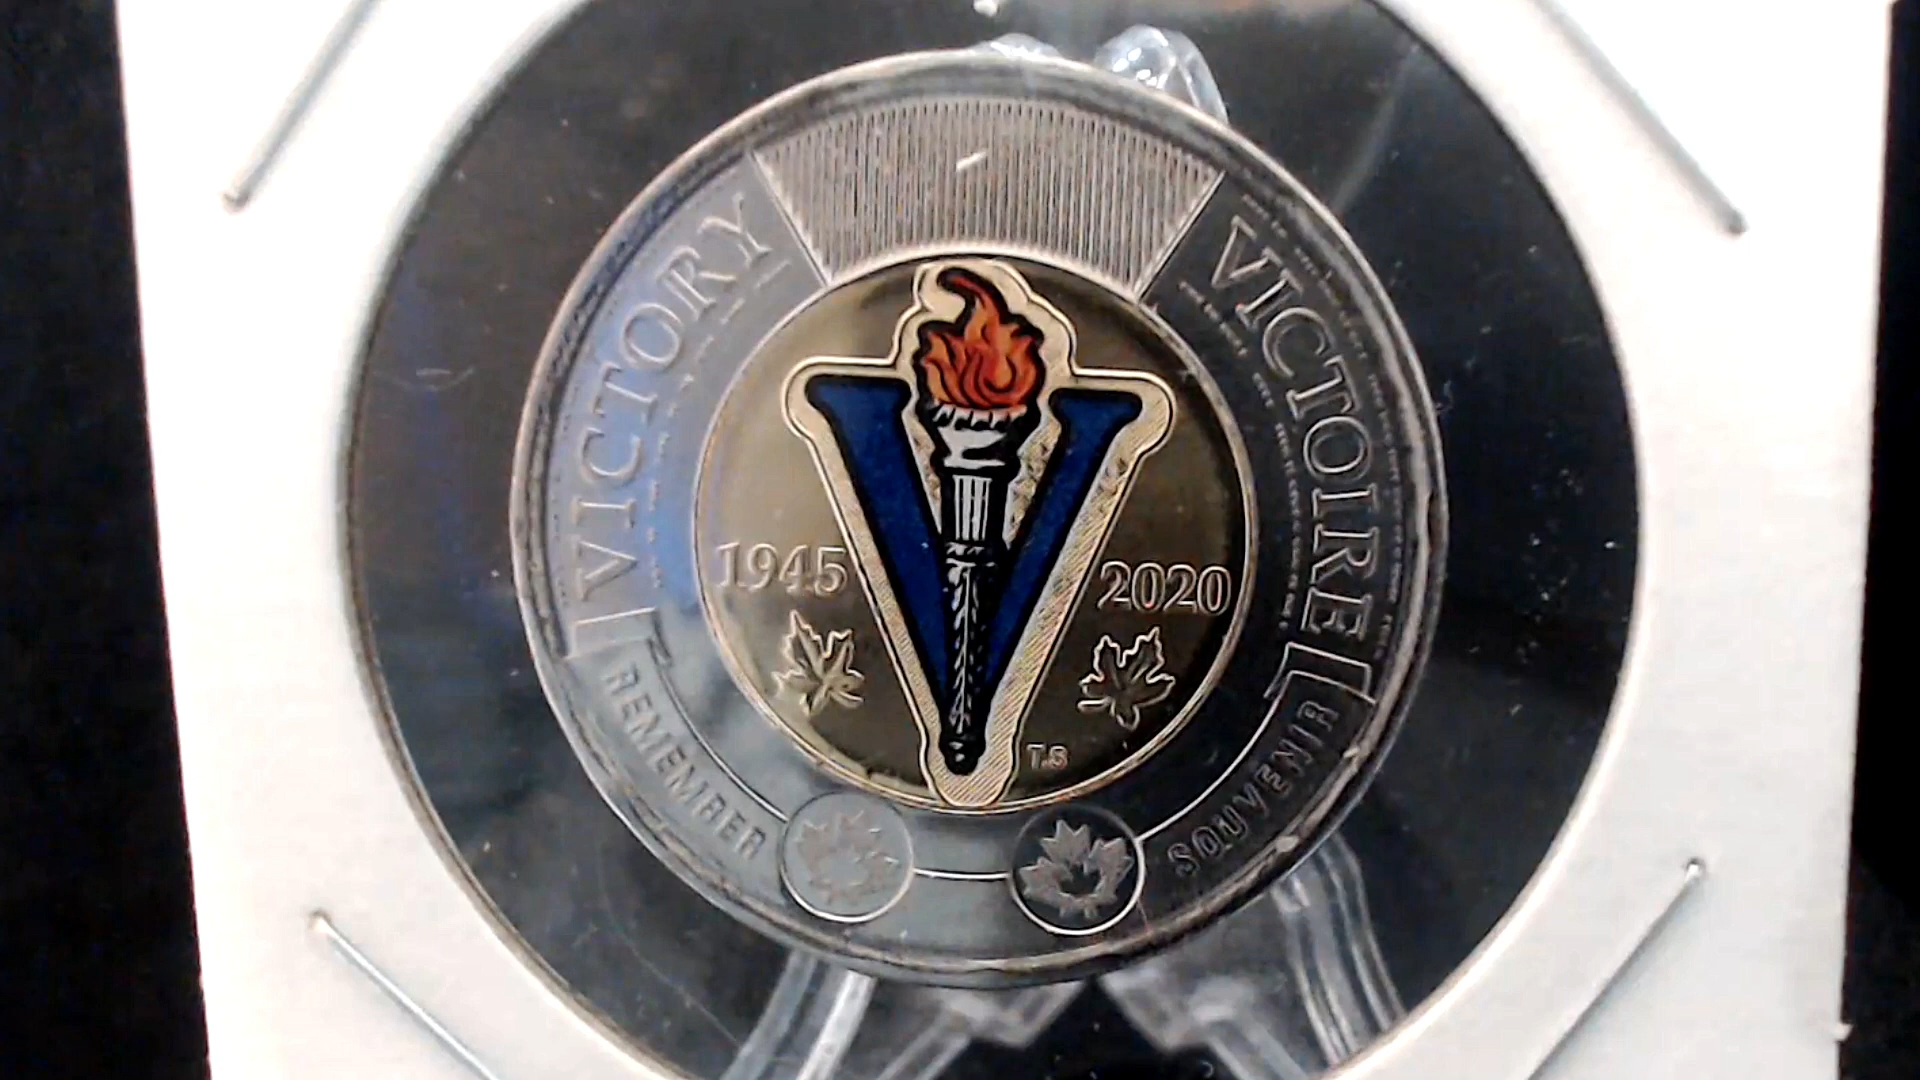 VICTORY
VICTOIRE
V
1945
2020
T.S
REMEMBER
SOUVENIR